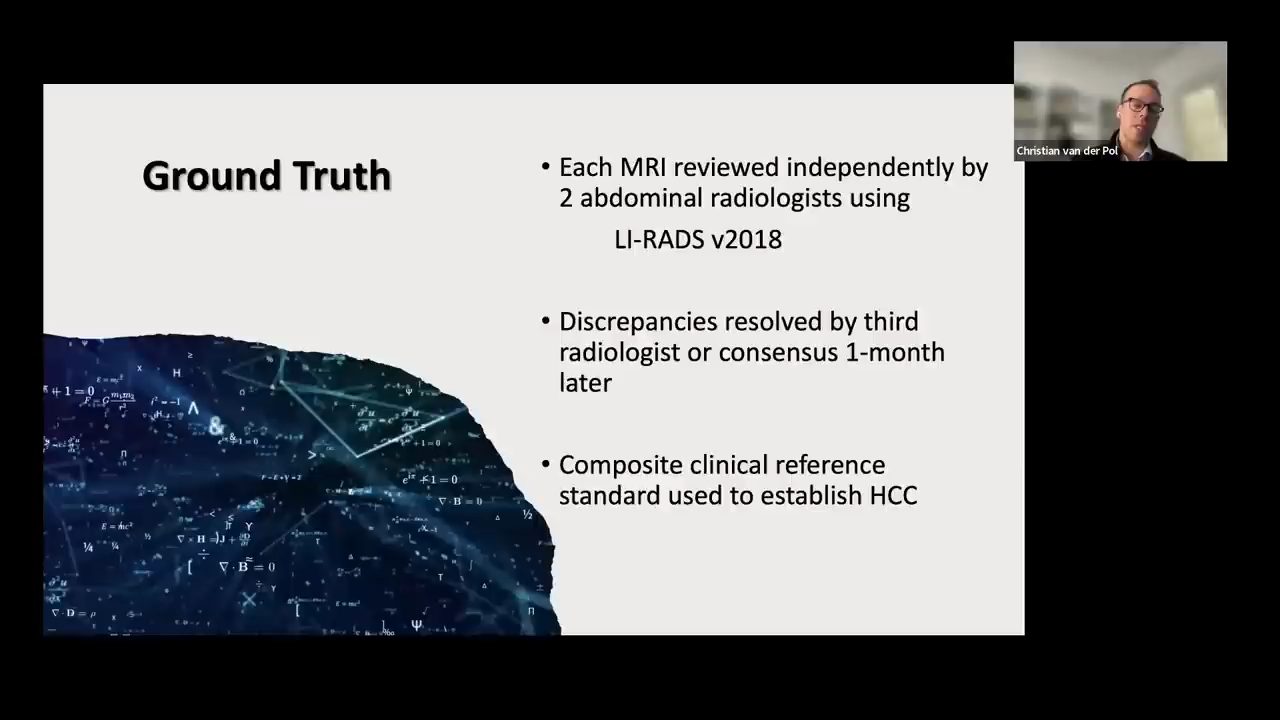 Ground Truth
• Each MRI reviewed independently by
2 abdominal radiologists using
LI-RADS v2018
• Discrepancies resolved by third
radiologist or consensus 1-month
later
• Composite clinical reference
standard used to establish HCC
Christian van der Pol